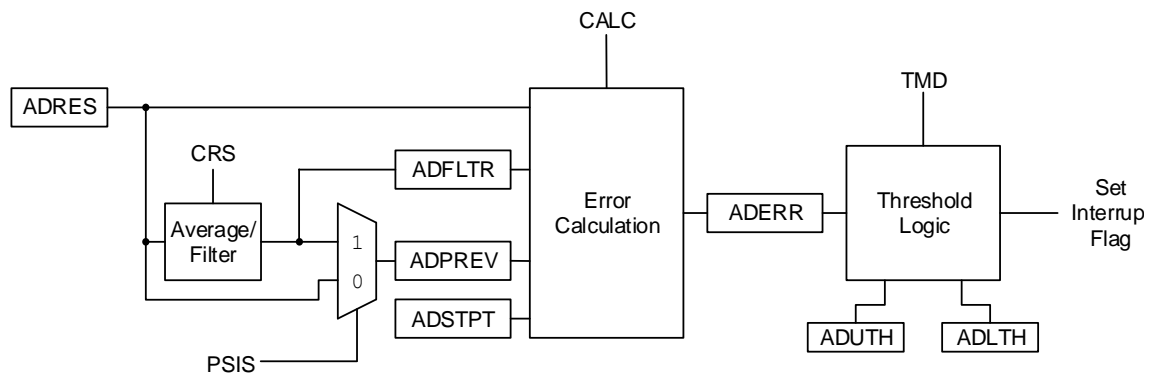 CALC
ADRES
TMD
CRS
ADFLTR
Average/
Filter
1
0
ADPREV
ADSTPT
PSIS
Error
Calculation
ADERR
Threshold
Logic
Set
Interrup
Flag
ADUTH
ADLTH